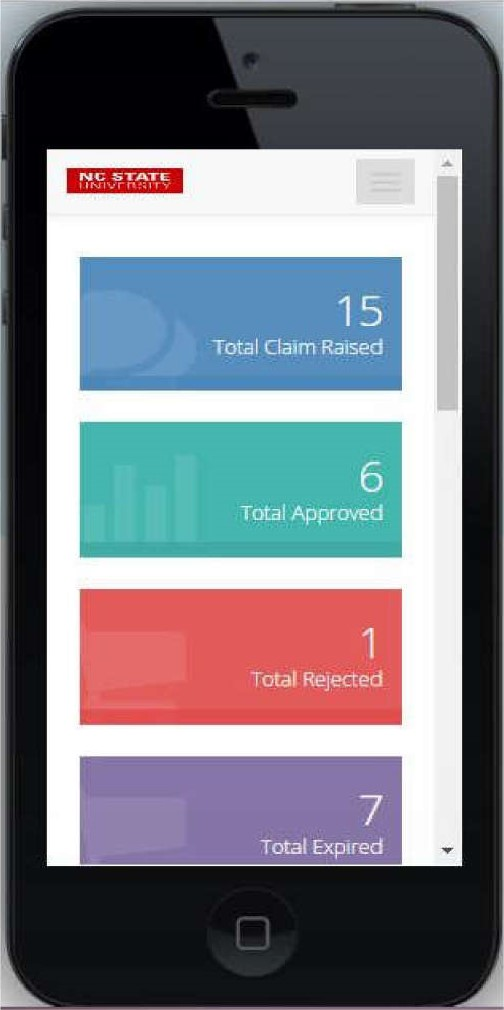 NC STATE
UNIVERSITY
15
Total Claim Raised
6
Total Approved
1
Total Rejected
7
Total Expired